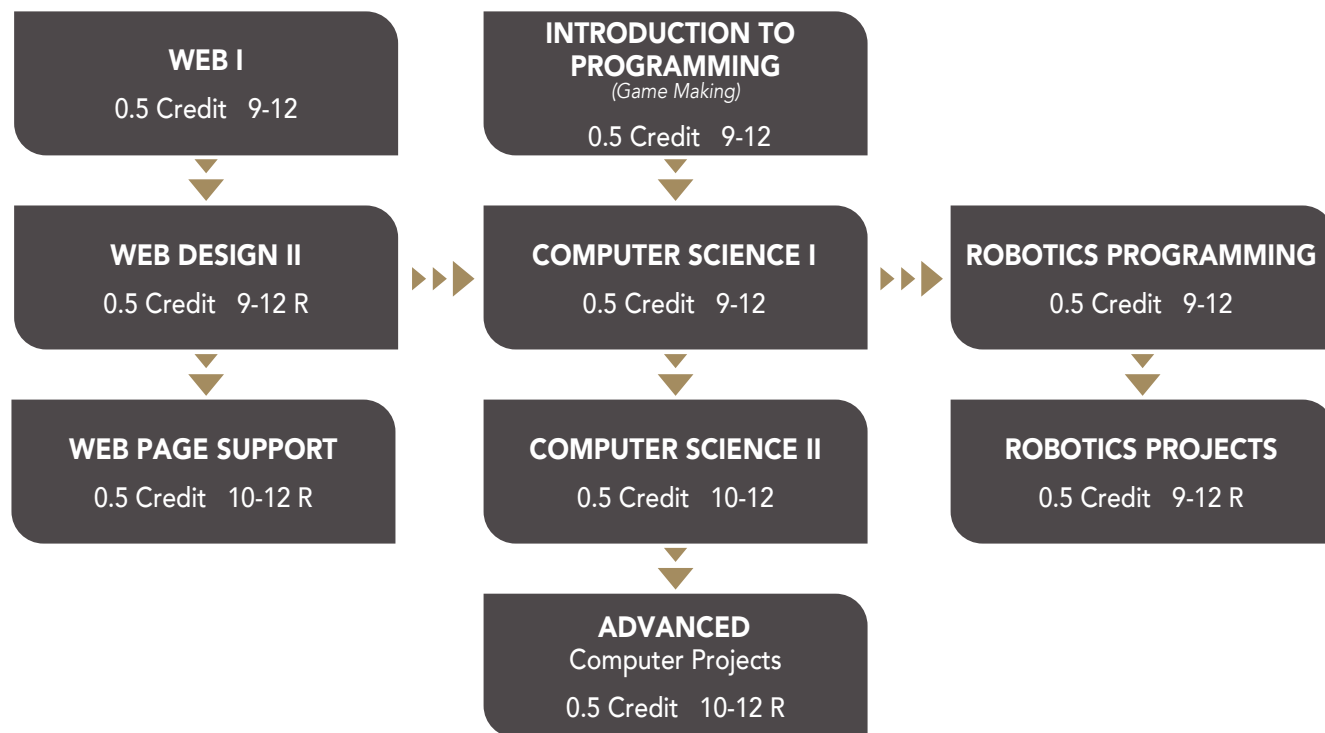 WEB I
0.5 Credit 9-12
INTRODUCTION TO
PROGRAMMING
(Game Making)
0.5 Credit 9-12
WEB DESIGN II
0.5 Credit 9-12 R
COMPUTER SCIENCE I
0.5 Credit 9-12
ROBOTICS PROGRAMMING
0.5 Credit 9-12
WEB PAGE SUPPORT
0.5 Credit 10-12 R
COMPUTER SCIENCE II
0.5 Credit 10-12
ROBOTICS PROJECTS
0.5 Credit 9-12 R
ADVANCED
Computer Projects
0.5 Credit 10-12 R